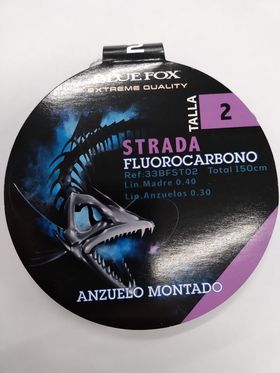 2
BLUE FOX
EXTREME QUALITY
TALLA
2
STRADA
FLUOROCARBONO
Ref:33BFST02 Total 150cm
Lin.Madre 0.40
Lin.Anzuelos 0.30
ANZUELO MONTADO